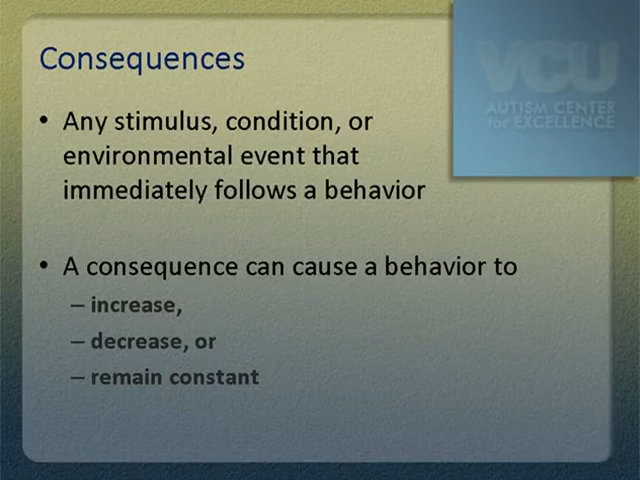 Consequences
VCU
AUTISM CENTER
for EXCELLENCE
• Any stimulus, condition, or
environmental event that
immediately follows a behavior
• A consequence can cause a behavior to
– increase,
– decrease, or
– remain constant